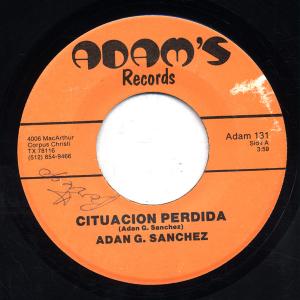 ADAM'S
Records
4006 MacArthur
Corpus Christi
TX 78116
(512) 854-9466
Adam 131
Side A
3:59
CITUACION PERDIDA
(Adan G. Sanchez)
ADAN G. SANCHEZ